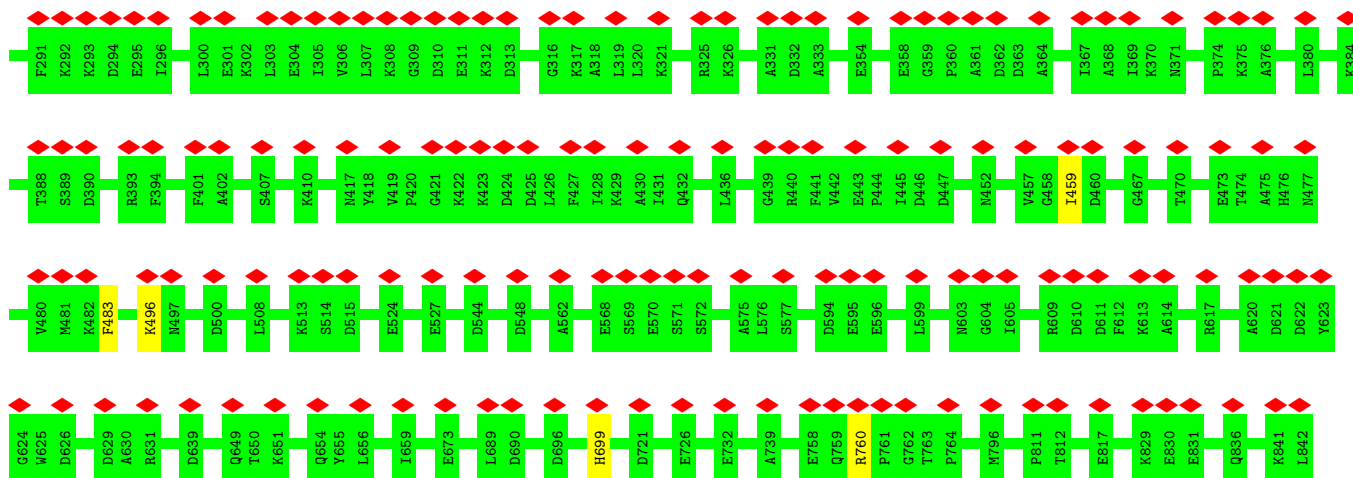 F291 K292 K293 D294 E295 I296 L300 E301 K302 L303 E304 I305 V306 L307 K308 G309 D310 E311 K312 D313 G316 K317 A318 L319 L320 K321 R325 K326 A331 D332 A333 E354 E358 G359 P360 A361 D362 D363 A364 I367 A368 I369 K370 N371 P374 K375 A376 L380 K384
T388 S389 D390 R393 F394 F401 A402 S407 K410 N417 Y418 V419 P420 G421 K422 K423 D424 D425 L426 F427 I428 K429 A430 I431 Q432 L436 G439 R440 F441 V442 E443 P444 I445 D446 D447 N452 V457 G458 I459 D460 G467 T470 E473 T474 A475 H476 N477
V480 M481 K482 F483 K496 N497 D500 L508 K513 S514 D515 E524 E527 D544 D548 A562 E568 S569 E570 S571 S572 A575 L576 S577 D594 E595 E596 L599 N603 G604 I605 R609 D610 D611 F612 K613 A614 R617 A620 D621 D622 Y623
G624 W625 D626 D629 A630 R631 D639 Q649 T650 K651 Q654 Y655 L656 I659 E673 L689 D690 D696 H699 D721 E726 E732 A739 E758 Q759 R760 P761 G762 T763 P764 M796 P811 T812 E817 K829 E830 E831 Q836 K841 L842